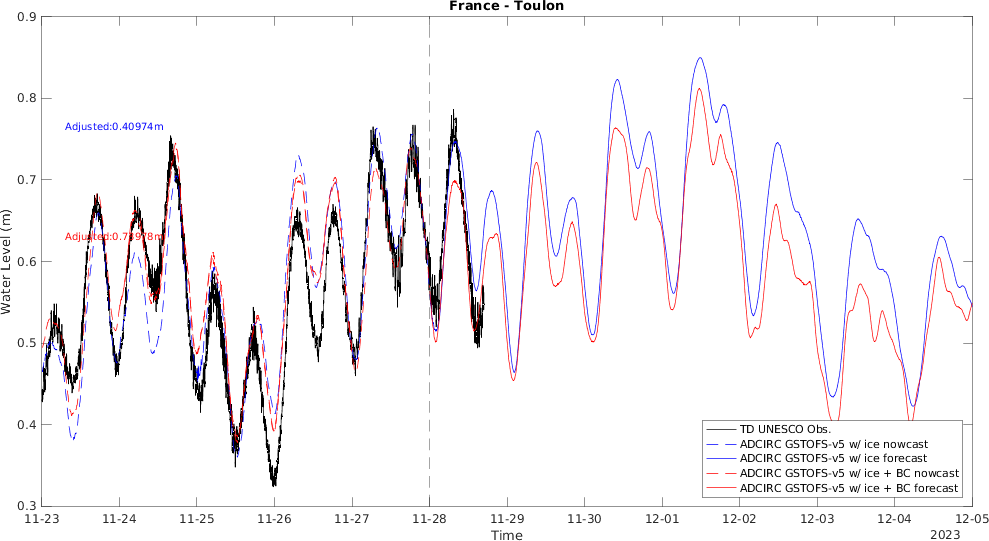 France - Toulon
0.9
0.8
0.7
0.6
0.5
0.4
0.3
Water Level (m)
Adjusted:0.40974m
TD UNESCO Obs.
ADCIRC GSTOFS-v5 w/ ice nowcast
ADCIRC GSTOFS-v5 w/ ice forecast
ADCIRC GSTOFS-v5 w/ ice + BC nowcast
ADCIRC GSTOFS-v5 w/ ice + BC forecast
11-23 11-24 11-25 11-26 11-27 11-28 11-29 11-30 12-01 12-02 12-03 12-04 12-05
Time
2023